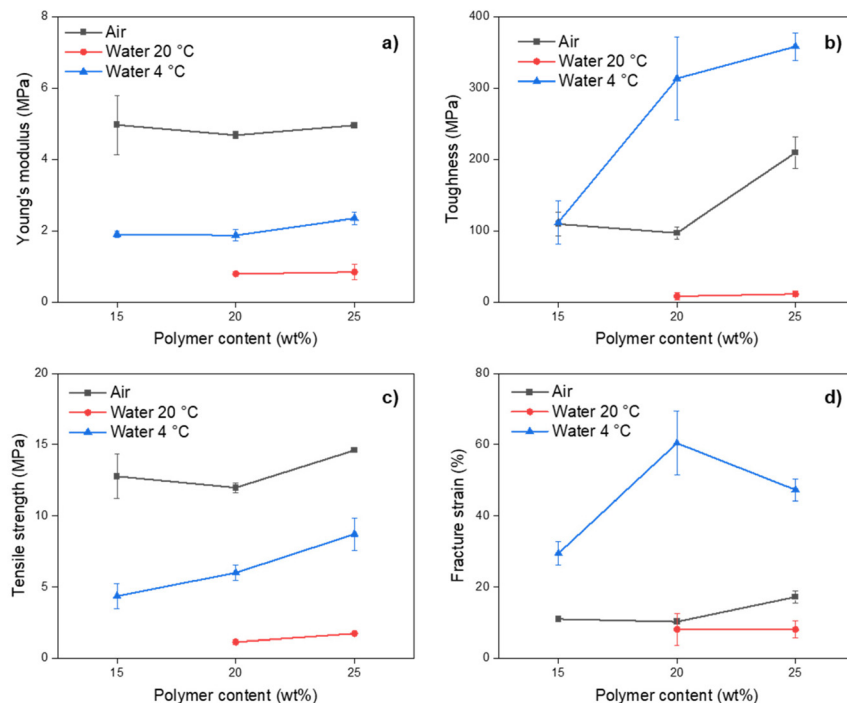 a)
Air
Water 20 °C
Water 4 °C
Young's modulus (MPa)
8
6
4
2
0
15 20 25
Polymer content (wt%)
b)
Air
Water 20 °C
Water 4 °C
Toughness (MPa)
400
300
200
100
0
15 20 25
Polymer content (wt%)
c)
Air
Water 20 °C
Water 4 °C
Tensile strength (MPa)
20
15
10
5
0
15 20 25
Polymer content (wt%)
d)
Air
Water 20 °C
Water 4 °C
Fracture strain (%)
80
60
40
20
0
15 20 25
Polymer content (wt%)